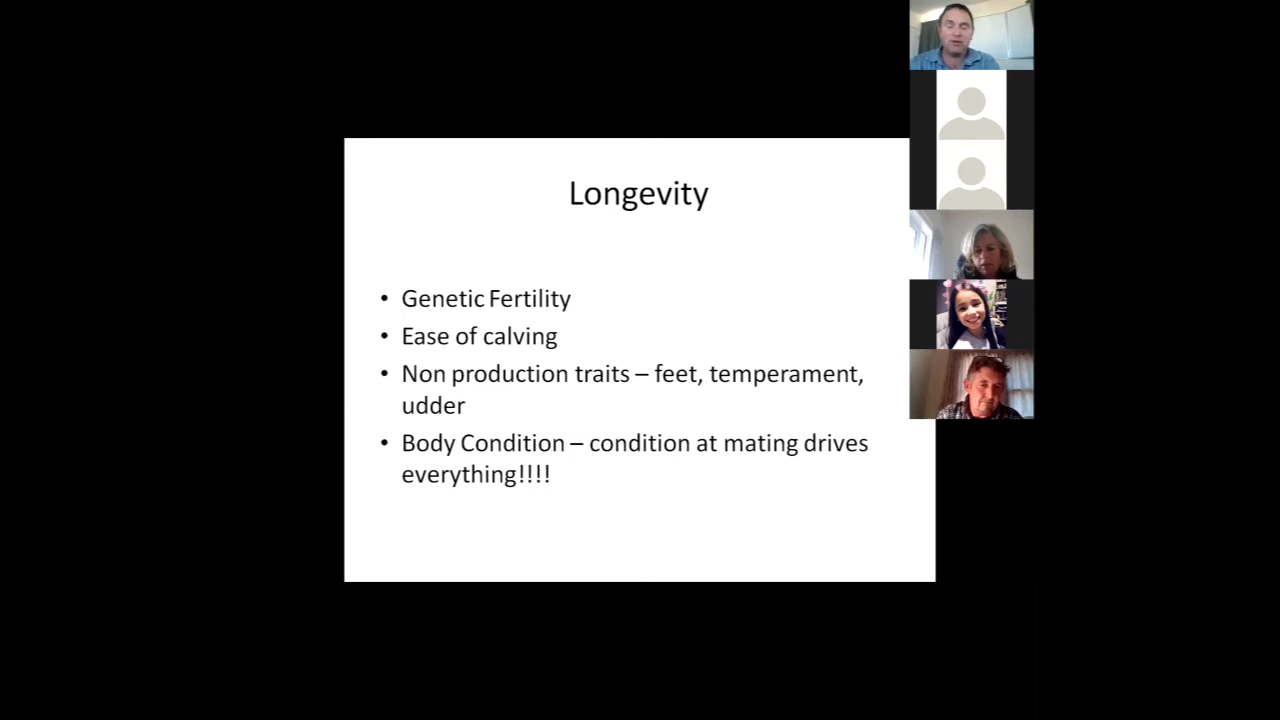 Longevity
• Genetic Fertility
• Ease of calving
• Non production traits – feet, temperament,
udder
• Body Condition – condition at mating drives
everything!!!!